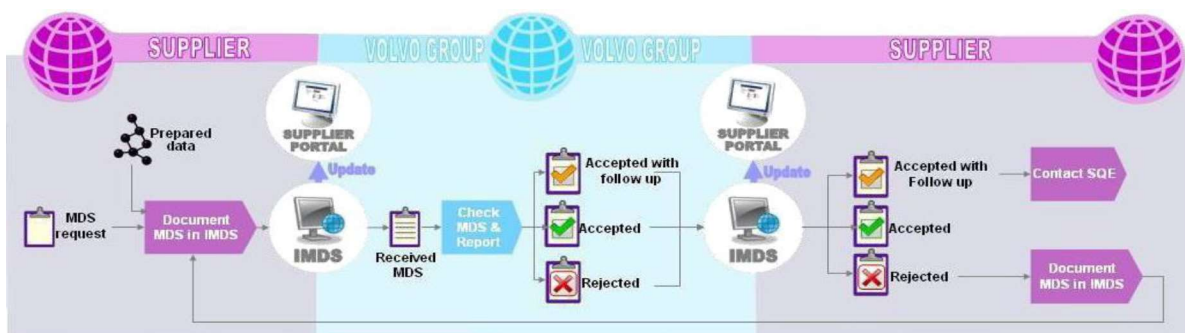 SUPPLIER
VOLVO GROUP
VOLVO GROUP
SUPPLIER
Prepared
data
MDS
request
Document
MDS in IMDS
SUPPLIER
PORTAL
Update
IMDS
Received
MDS
Check
MDS &
Report
Accepted with
follow up
Accepted
Rejected
SUPPLIER
PORTAL
Update
IMDS
Accepted with
Follow up
Accepted
Rejected
Contact SQE
Document
MDS in IMDS